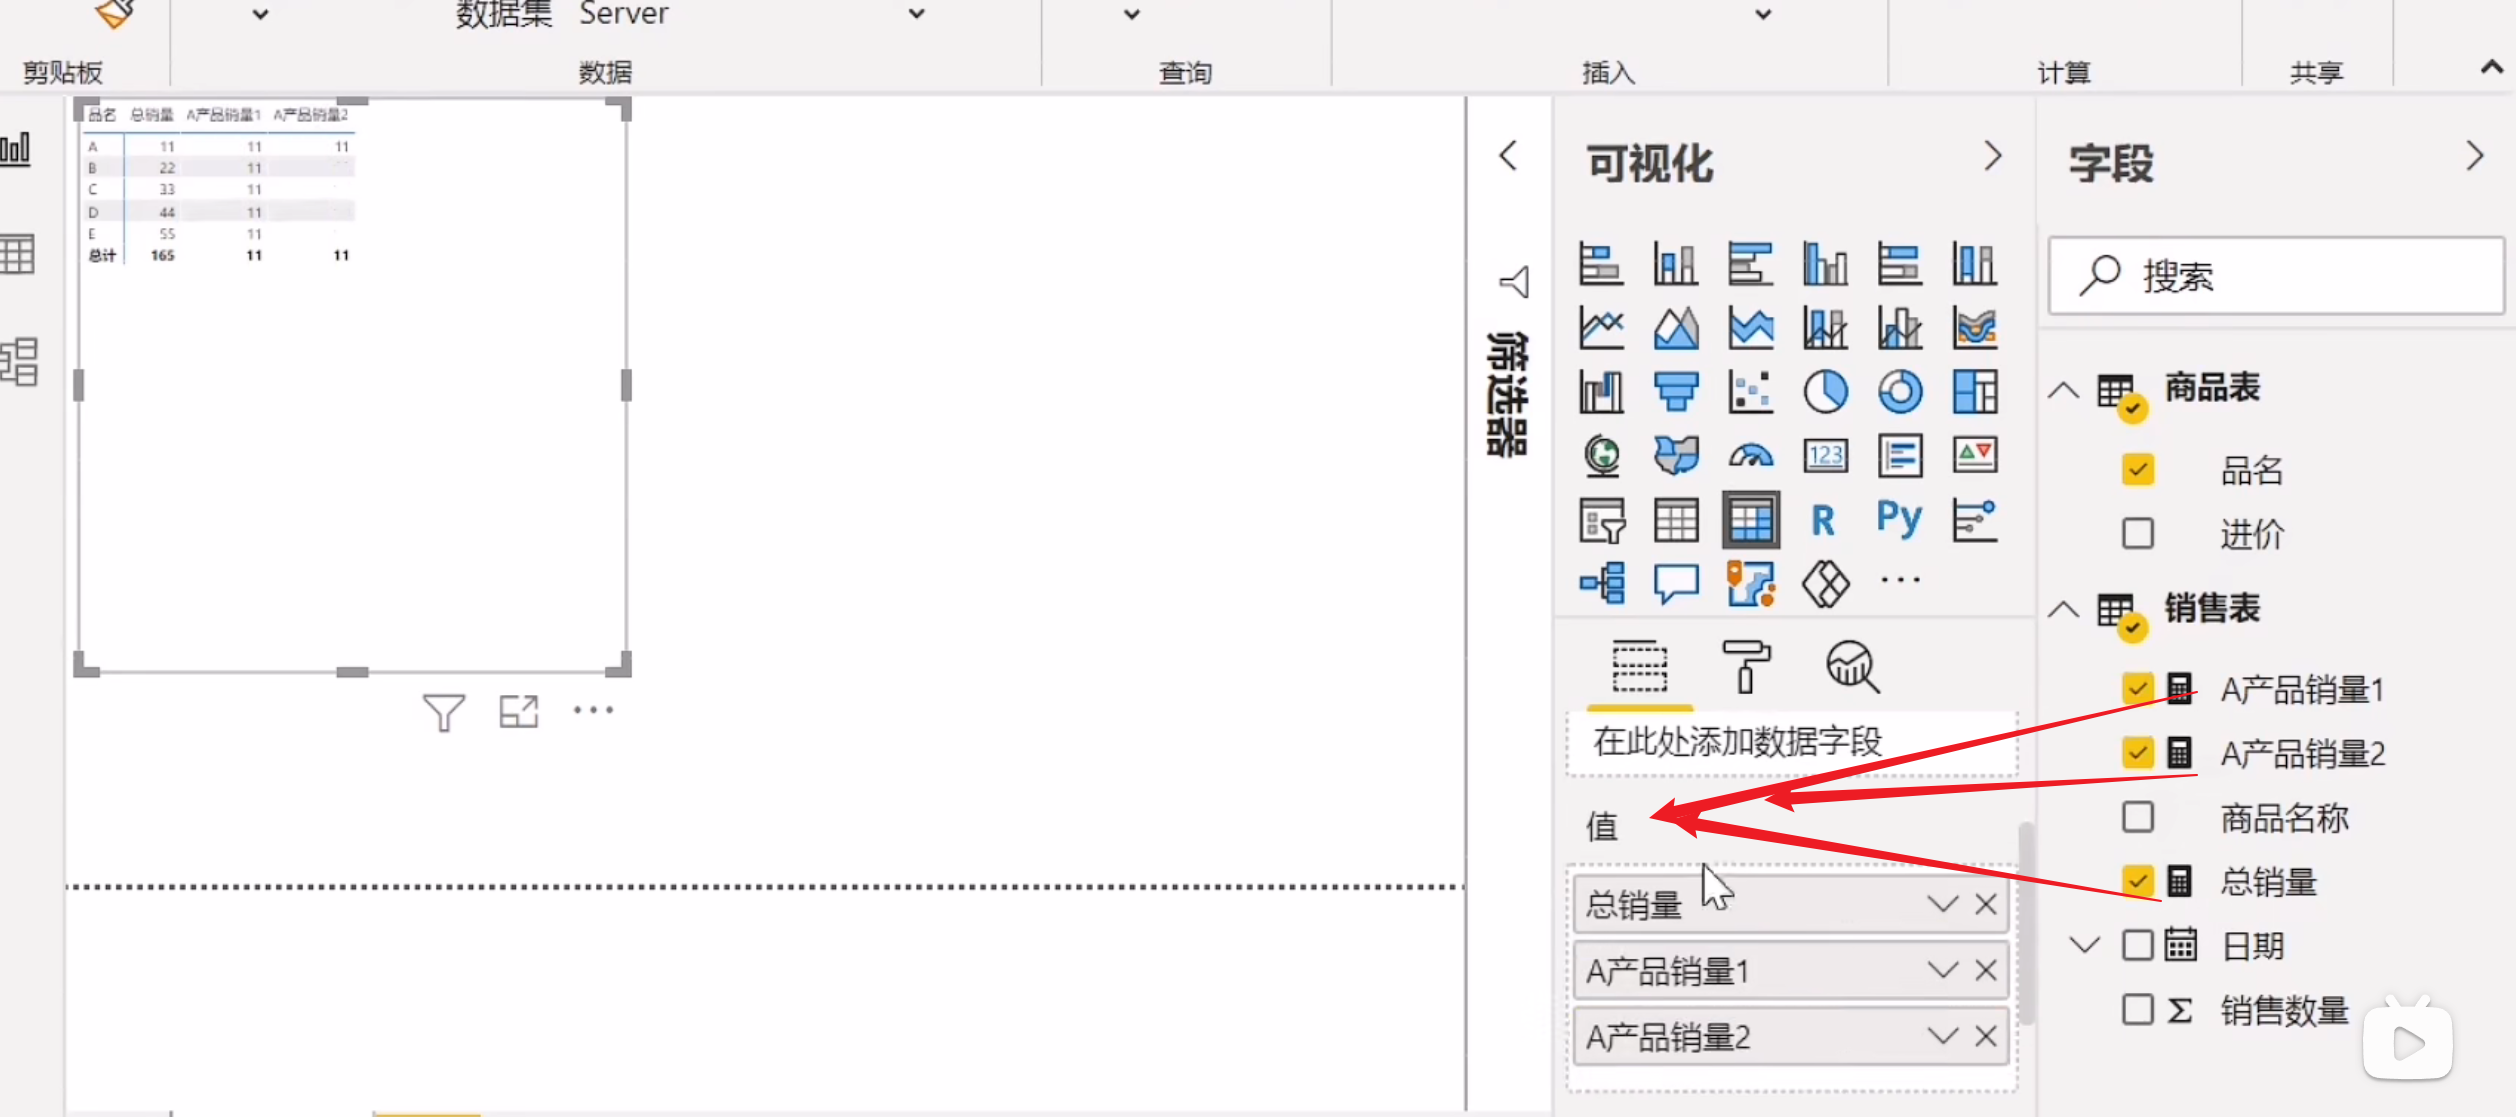 数据集 Server
剪贴板 数据 查询 插入 计算 共享
品名 总销量 A产品销量1 A产品销量2
A 11 11 11
B 22 11
C 33 11
D 44 11
E 55 11
总计 165 11 11
筛选器
可视化
123
R Py
在此处添加数据字段
值
总销量
A产品销量1
A产品销量2
字段
搜索
商品表
品名
进价
销售表
A产品销量1
A产品销量2
商品名称
总销量
日期
Σ 销售数量